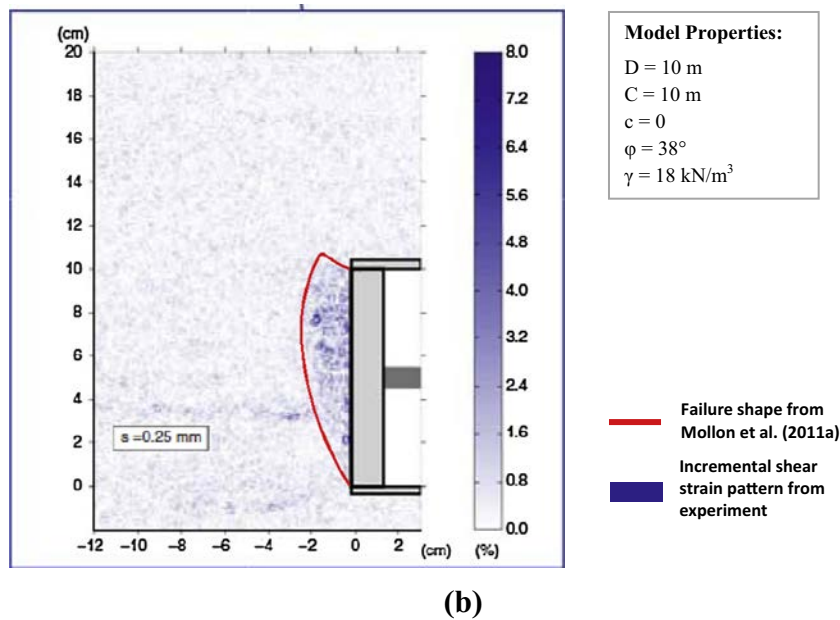 (cm)
20
18
16
14
12
10
8
6
4
2
0
s =0.25 mm
−12 −10 −8 −6 −4 −2 0 2 (cm) (%)
8.0
7.2
6.4
5.6
4.8
4.0
3.2
2.4
1.6
0.8
0.0
Model Properties:
D = 10 m
C = 10 m
c = 0
φ = 38°
γ = 18 kN/m³
Failure shape from
Mollon et al. (2011a)
Incremental shear
strain pattern from
experiment
(b)